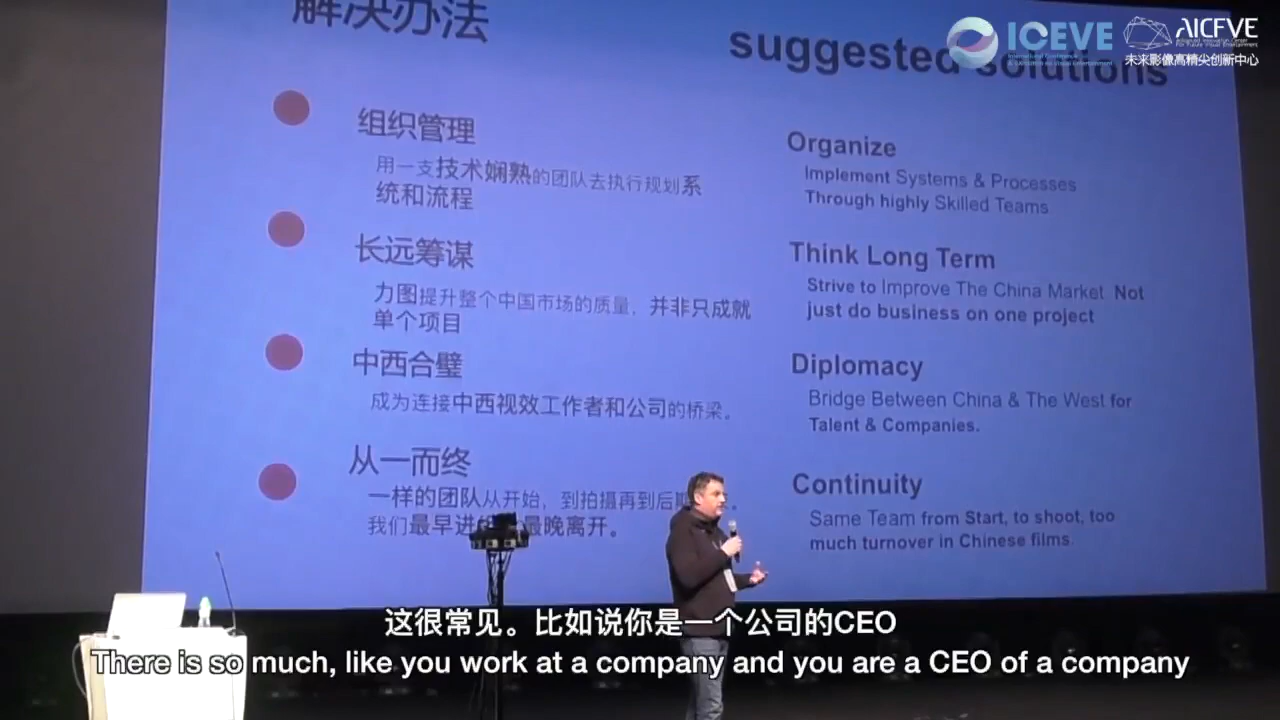 解决办法
suggested solutions
ICEVE
AICFVE
未来影像高精尖创新中心
组织管理
用一支技术娴熟的团队去执行规划系
统和流程
长远筹谋
力图提升整个中国市场的质量，并非只成就
单个项目
中西合璧
成为连接中西视效工作者和公司的桥梁。
从一而终
一样的团队从开始，到拍摄再到后期
我们最早进
最晚离开。
Organize
Implement Systems & Processes
Through highly Skilled Teams
Think Long Term
Strive to Improve The China Market Not
just do business on one project
Diplomacy
Bridge Between China & The West for
Talent & Companies.
Continuity
Same Team from Start, to shoot, too
much turnover in Chinese films.
这很常见。比如说你是一个公司的CEO
There is so much, like you work at a company and you are a CEO of a company